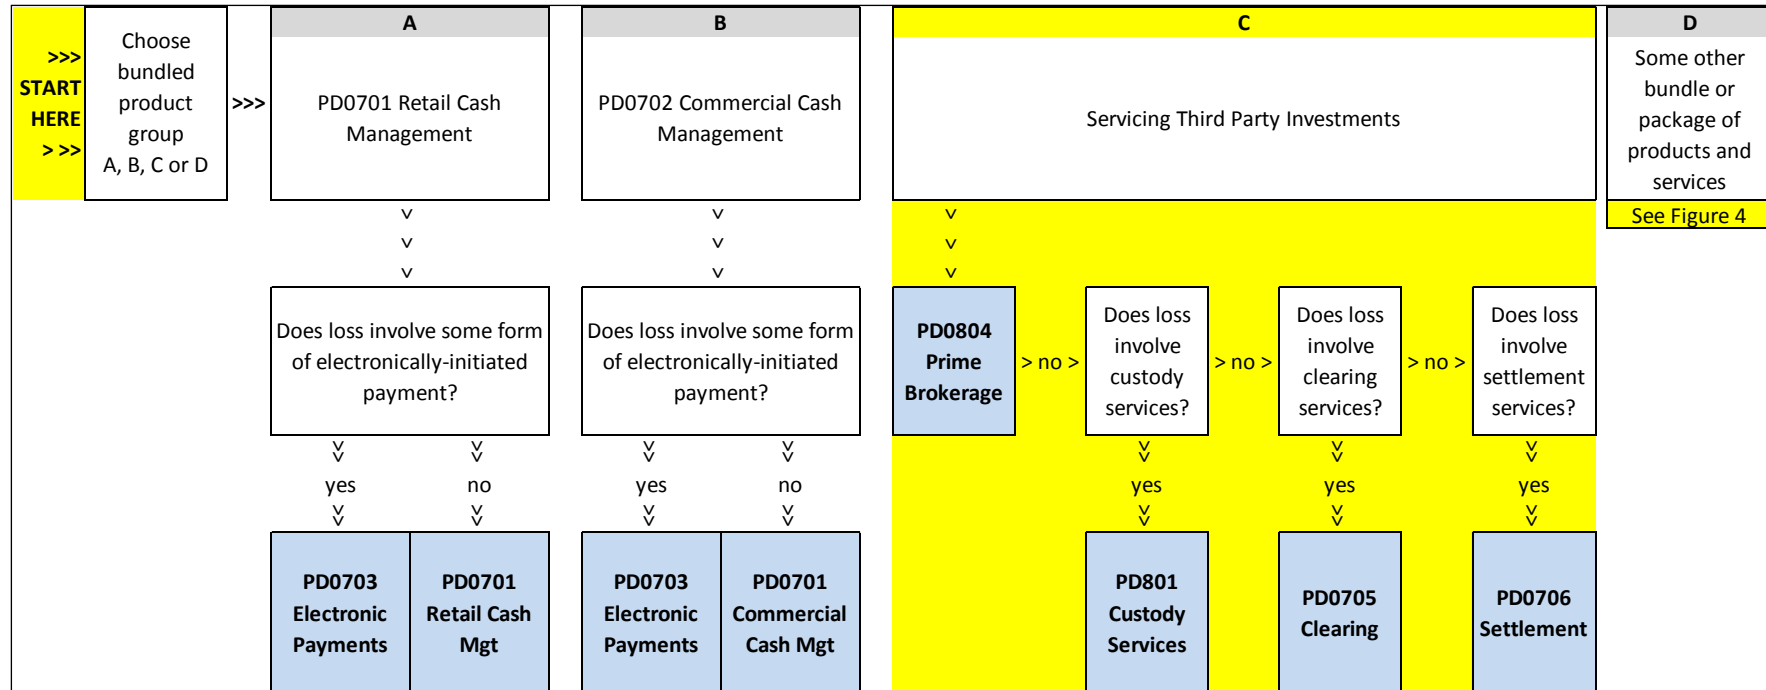 >>>
START
HERE
> >>
Choose
bundled
product
group
A, B, C or D
>>>
A
PD0701 Retail Cash
Management
B
PD0702 Commercial Cash
Management
C
Servicing Third Party Investments
D
Some other
bundle or
package of
products and
services
See Figure 4
Does loss involve some form
of electronically-initiated
payment?
yes
no
PD0703
Electronic
Payments
PD0701
Retail Cash
Mgt
Does loss involve some form
of electronically-initiated
payment?
yes
no
PD0703
Electronic
Payments
PD0701
Commercial
Cash Mgt
PD0804
Prime
Brokerage
> no >
Does loss
involve
custody
services?
> no >
Does loss
involve
clearing
services?
> no >
Does loss
involve
settlement
services?
yes
yes
yes
PD801
Custody
Services
PD0705
Clearing
PD0706
Settlement